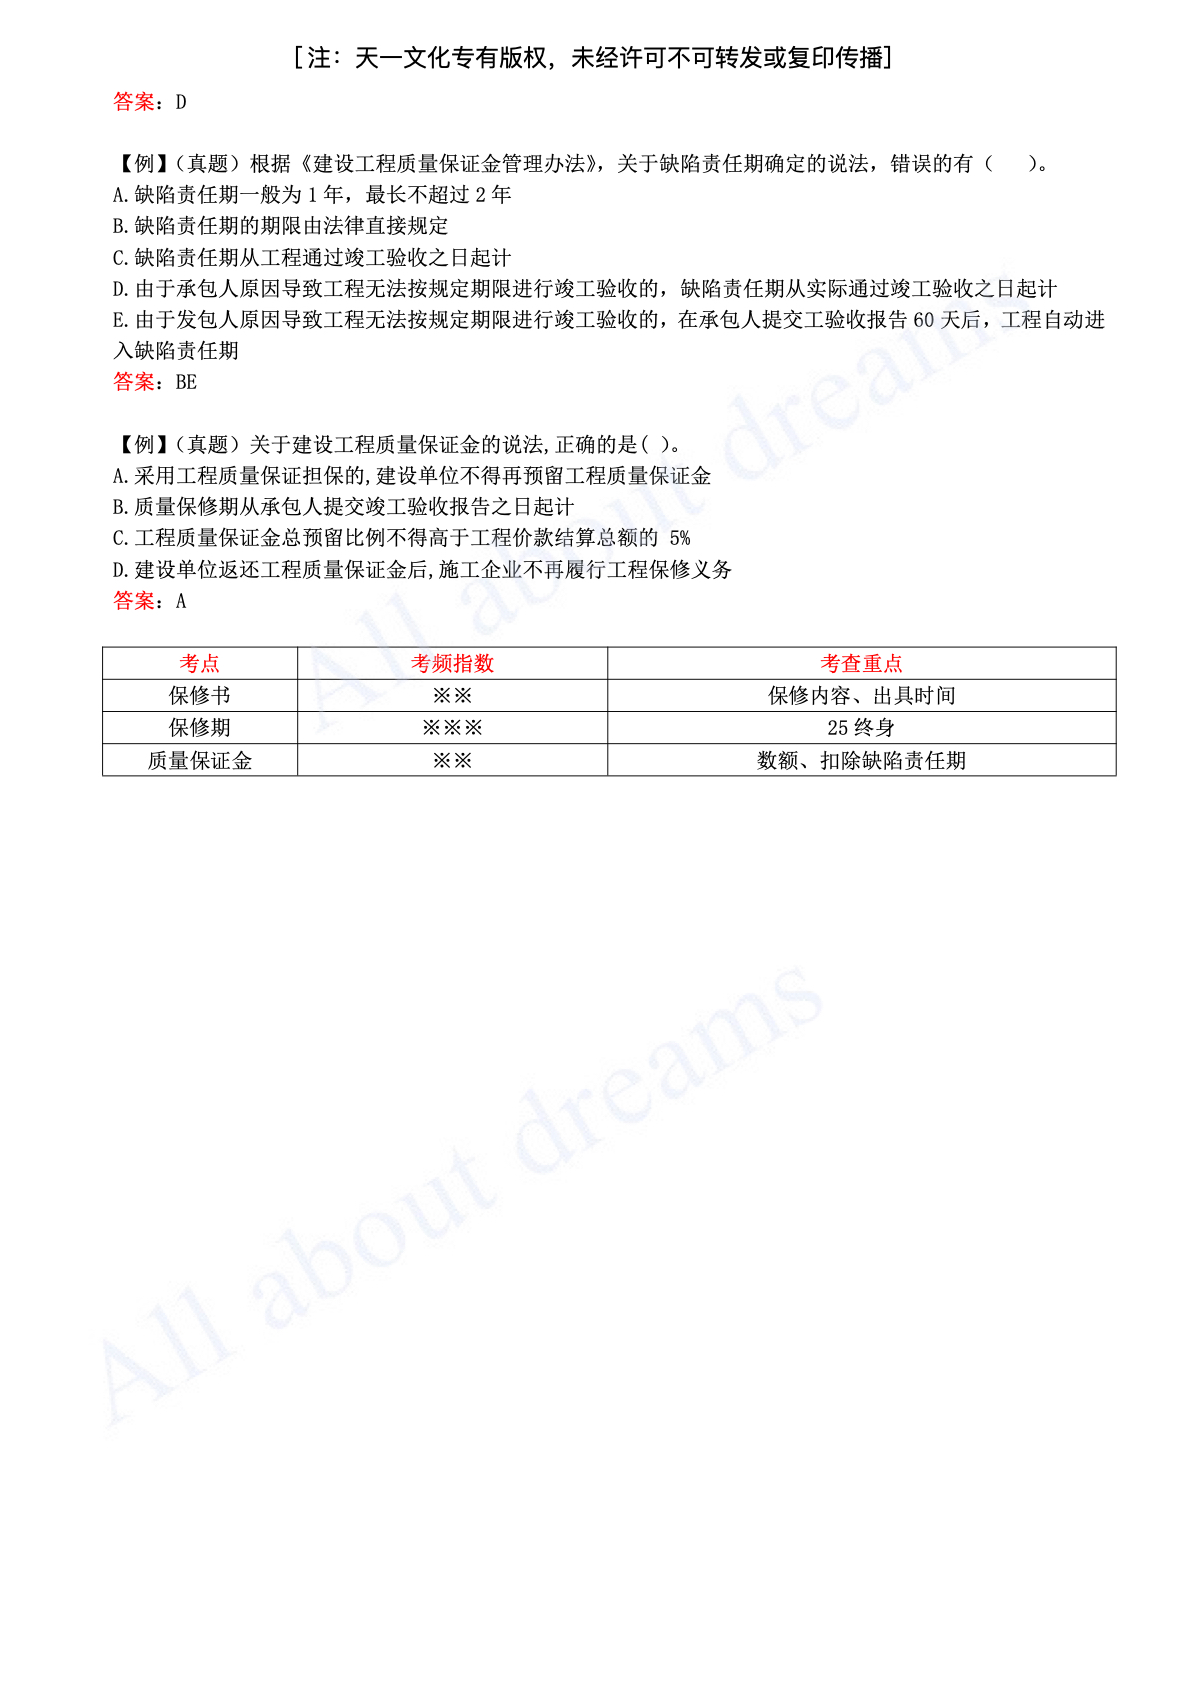 [注：天一文化专有版权，未经许可不可转发或复印传播]
答案：D
【例】（真题）根据《建设工程质量保证金管理办法》，关于缺陷责任期确定的说法，错误的有（ ）。
A.缺陷责任期一般为 1 年，最长不超过 2 年
B.缺陷责任期的期限由法律直接规定
C.缺陷责任期从工程通过竣工验收之日起计
D.由于承包人原因导致工程无法按规定期限进行竣工验收的，缺陷责任期从实际通过竣工验收之日起计
E.由于发包人原因导致工程无法按规定期限进行竣工验收的，在承包人提交工验收报告 60 天后，工程自动进
入缺陷责任期
答案：BE
【例】（真题）关于建设工程质量保证金的说法,正确的是( )。
A.采用工程质量保证担保的,建设单位不得再预留工程质量保证金
B.质量保修期从承包人提交竣工验收报告之日起计
C.工程质量保证金总预留比例不得高于工程价款结算总额的 5%
D.建设单位返还工程质量保证金后,施工企业不再履行工程保修义务
答案：A
考点 考频指数 考查重点
保修书 ※※ 保修内容、出具时间
保修期 ※※※ 25 终身
质量保证金 ※※ 数额、扣除缺陷责任期
All about dreams
All about dreams